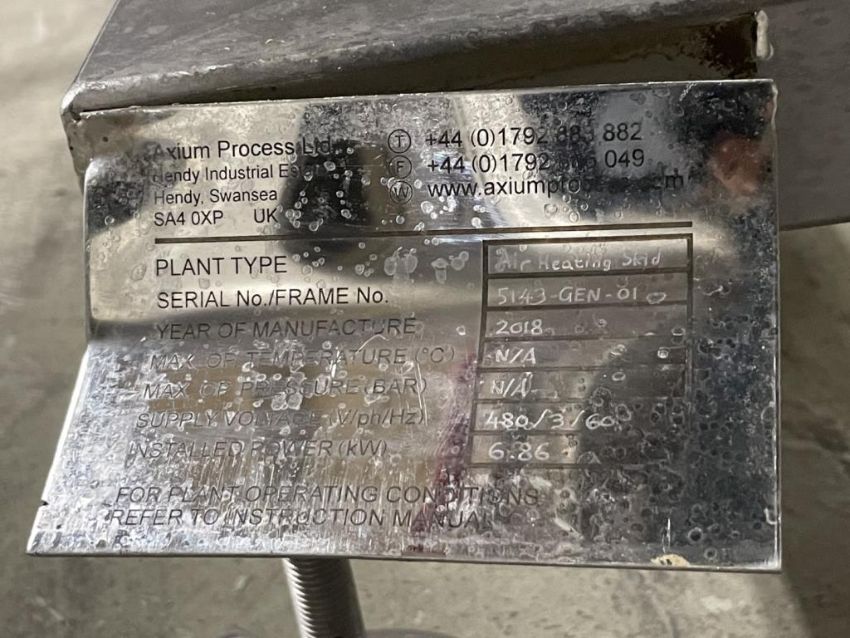 Axium Process Ltd
Hendy Industrial
Hendy, Swansea
SA4 0XP UK
T +44 (0)1792 883 882
F +44 (0)1792 049
W
PLANT TYPE Air Heating Skid
SERIAL No./FRAME No. 5143-GEN-01
YEAR OF MANUFACTURE 2018
MAX. OP TEMPERATURE (°C) N/A
MAX. OP PRESSURE (BAR) N/A
SUPPLY VOLTAGE (V/ph/Hz) 480/3/60
INSTALLED POWER (kW) 6.86
FOR PLANT OPERATING CONDITIONS
REFER TO INSTRUCTION MANUAL